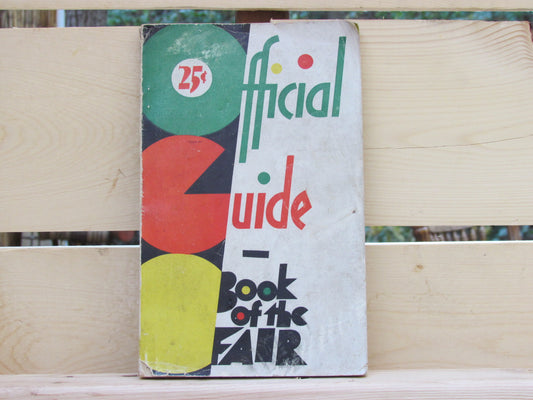 25¢
Official
Guide
—
Book
of the
FAIR